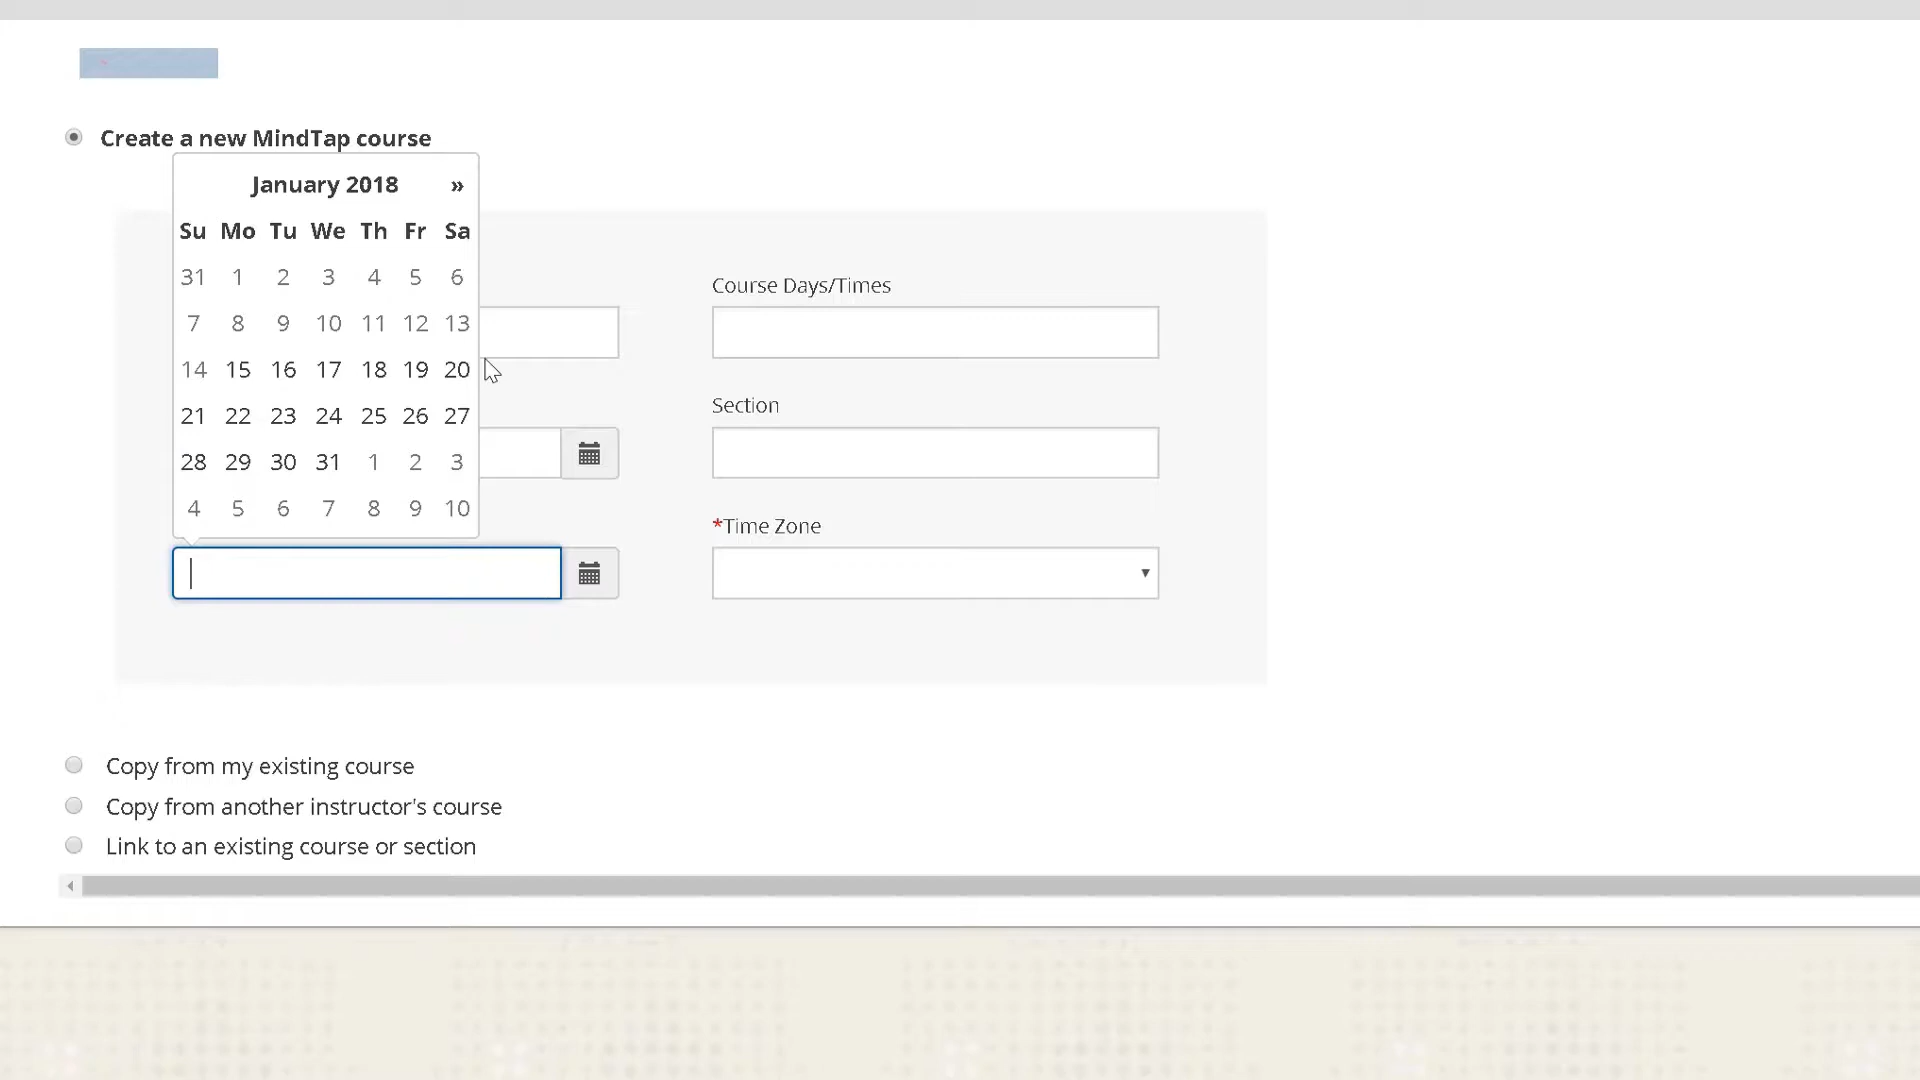 Create a new MindTap course
January 2018 »
Su Mo Tu We Th Fr Sa
31 1 2 3 4 5 6
7 8 9 10 11 12 13
14 15 16 17 18 19 20
21 22 23 24 25 26 27
28 29 30 31 1 2 3
4 5 6 7 8 9 10
Course Days/Times
Section
*Time Zone
Copy from my existing course
Copy from another instructor's course
Link to an existing course or section